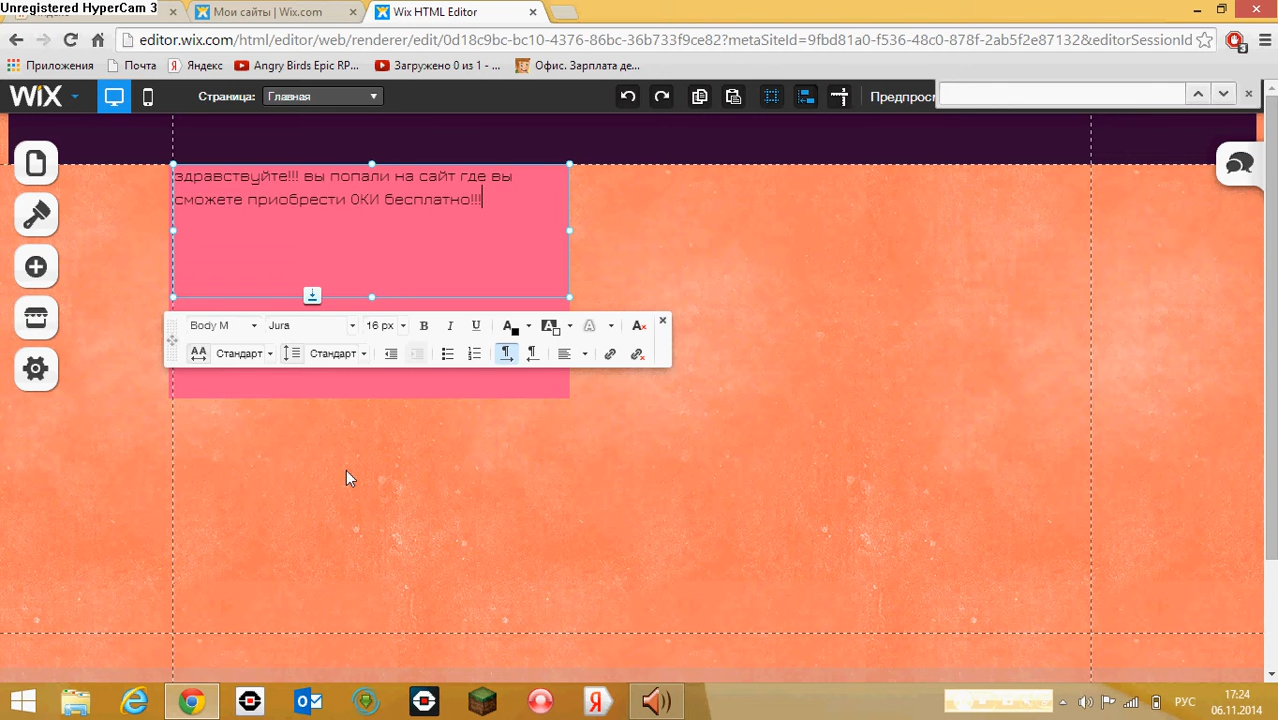 Unregistered HyperCam 3
Мои сайты | Wix.com
Wix HTML Editor
editor.wix.com/html/editor/web/renderer/edit/0d18c9bc-bc10-4376-86bc-36b733f9ce82?metaSiteId=9fbd81a0-f536-48c0-878f-2ab5f2e87132&editorSessionId
Приложения
Почта
Яндекс
Angry Birds Epic RP...
Загружено 0 из 1 - ...
Офис. Зарплата де...
WiX
Страница:
Главная
Предпрос
здравствуйте!!! вы попали на сайт где вы
сможете приобрести 0КИ бесплатно!!!
Body M
Jura
16 px
B I U A A A A
AA Стандарт
Стандарт
17:24
РУС
06.11.2014